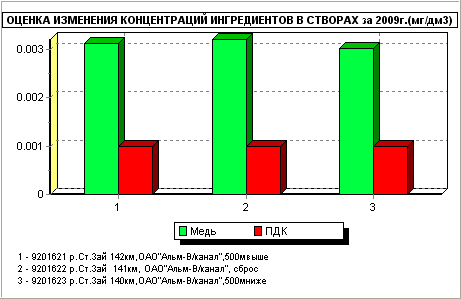 ОЦЕНКА ИЗМЕНЕНИЯ КОНЦЕНТРАЦИЙ ИНГРЕДИЕНТОВ В СТВОРАХ за 2009г.(мг/дм3)
0.003
0.002
0.001
0
1 2 3
Медь ПДК
1 - 9201621 р.Ст.Зай 142км,ОАО"Альм-В/канал",500мвыше
2 - 9201622 р.Ст.Зай 141км, ОАО"Альм-В/канал", сброс
3 - 9201623 р.Ст.Зай 140км,ОАО"Альм-В/канал",500мниже